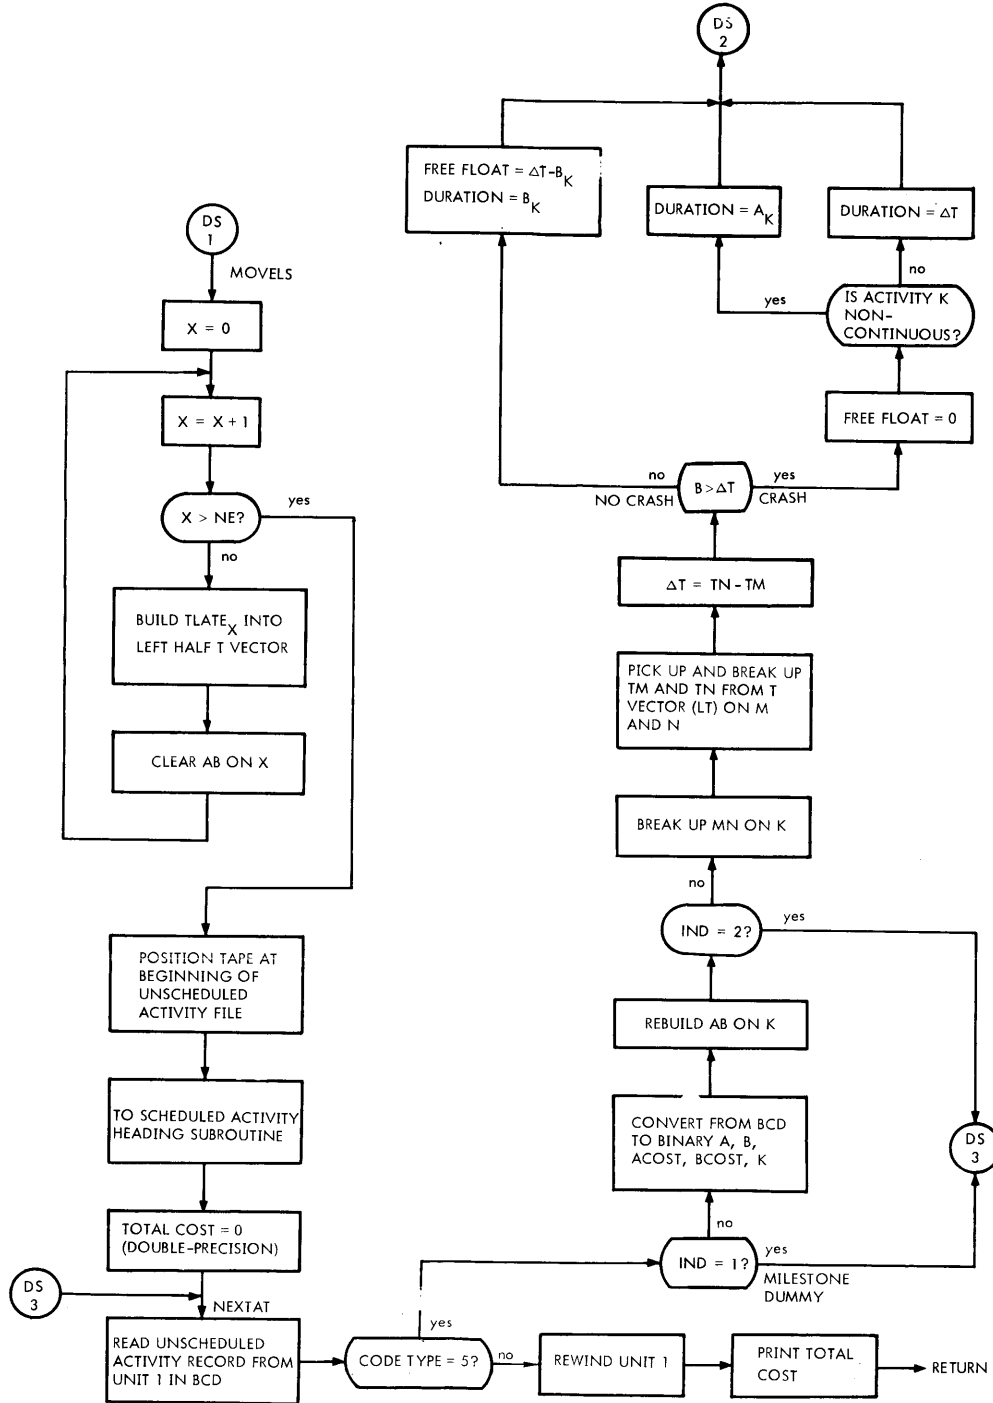 DS
1
MOVELS
X = 0
X = X + 1
X > NE?
yes
no
BUILD TLATE X INTO
LEFT HALF T VECTOR
CLEAR AB ON X
POSITION TAPE AT
BEGINNING OF
UNSCHEDULED
ACTIVITY FILE
TO SCHEDULED ACTIVITY
HEADING SUBROUTINE
TOTAL COST = 0
(DOUBLE-PRECISION)
DS
3
NEXTAT
READ UNSCHEDULED
ACTIVITY RECORD FROM
UNIT 1 IN BCD
CODE TYPE = 5?
yes
no
REWIND UNIT 1
PRINT TOTAL
COST
RETURN
IND = 1?
yes
MILESTONE
DUMMY
no
CONVERT FROM BCD
TO BINARY A, B,
ACOST, BCOST, K
REBUILD AB ON K
IND = 2?
yes
DS
3
no
BREAK UP MN ON K
PICK UP AND BREAK UP
TM AND TN FROM T
VECTOR (LT) ON M
AND N
ΔT = TN - TM
B > ΔT
no
NO CRASH
yes
CRASH
FREE FLOAT = ΔT-B K
DURATION = B K
FREE FLOAT = 0
IS ACTIVITY K
NON-
CONTINUOUS?
yes
no
DURATION = A K
DURATION = ΔT
DS
2